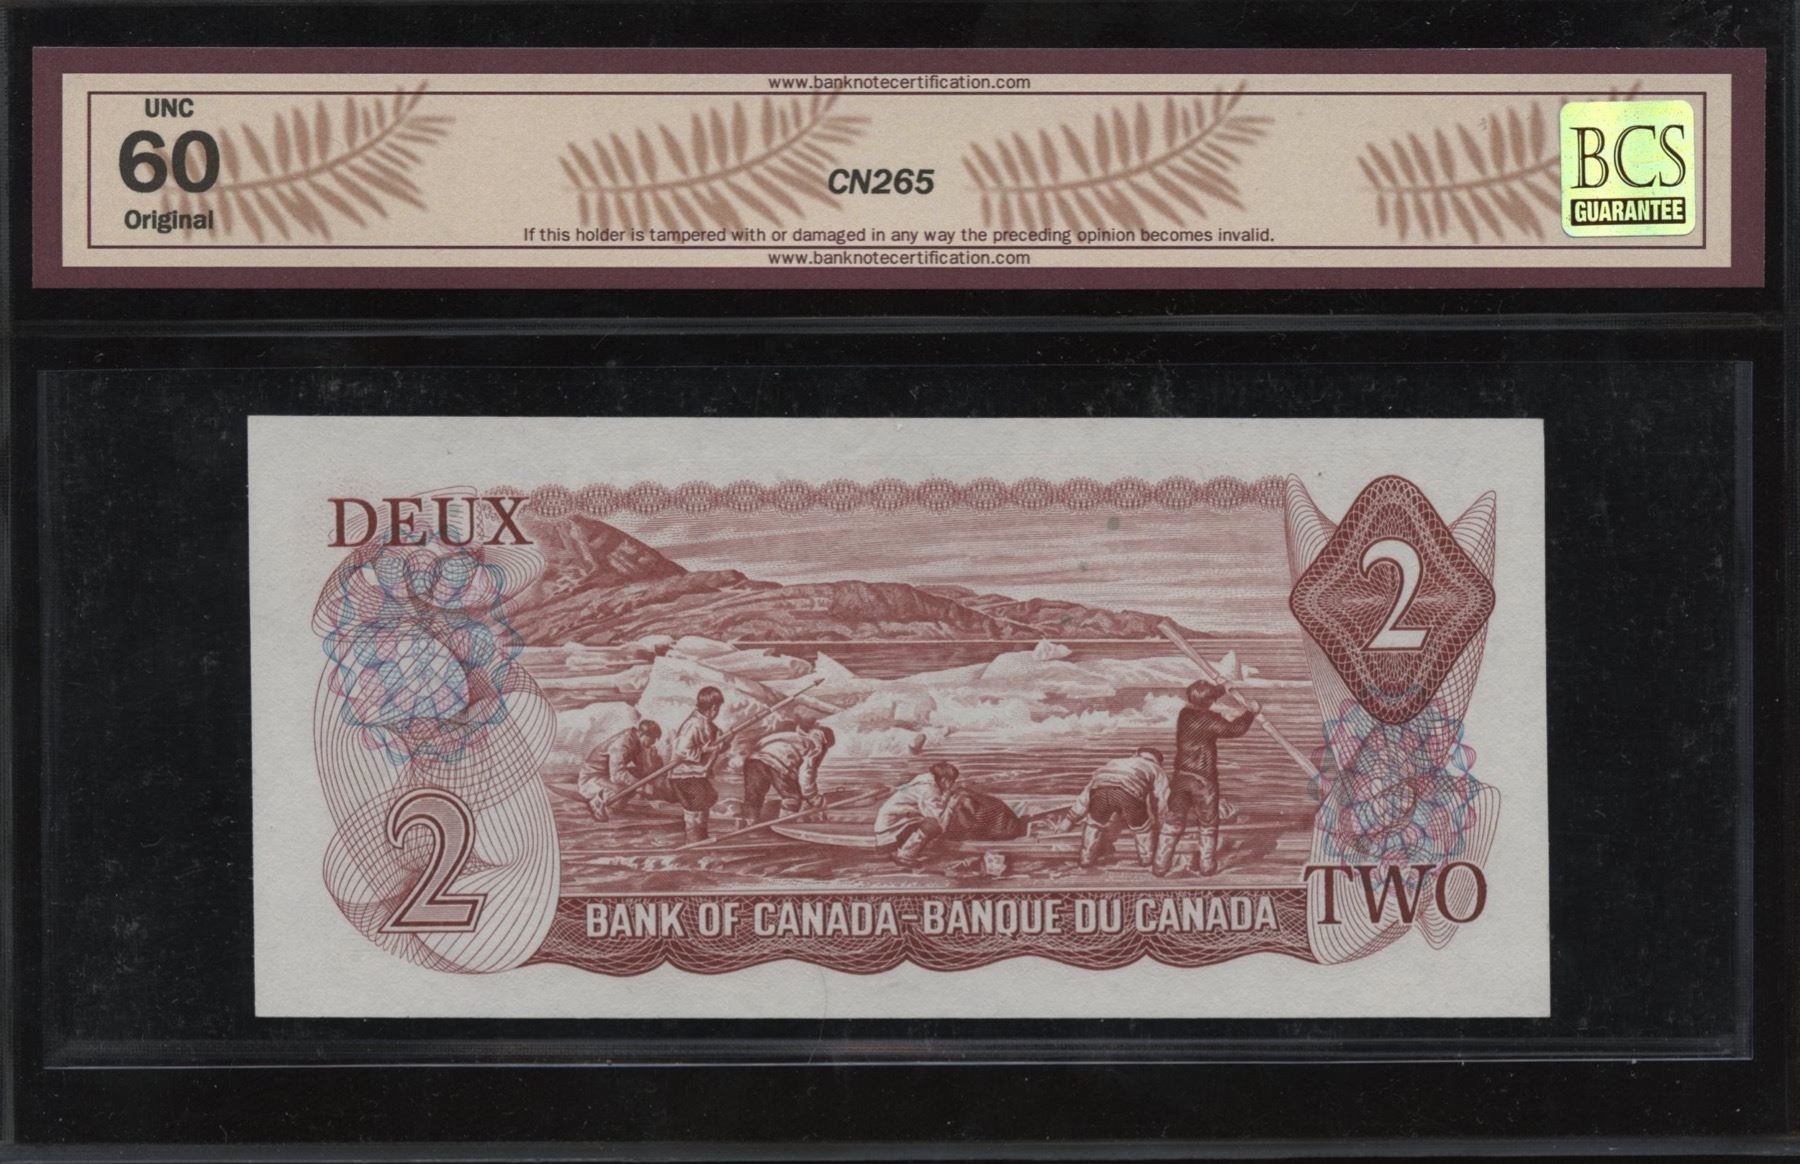 www.banknotecertification.com
UNC
60
Original
CN265
BCS
GUARANTEE
If this holder is tampered with or damaged in any way the preceding opinion becomes invalid.
www.banknotecertification.com
DEUX
2
2
TWO
BANK OF CANADA-BANQUE DU CANADA